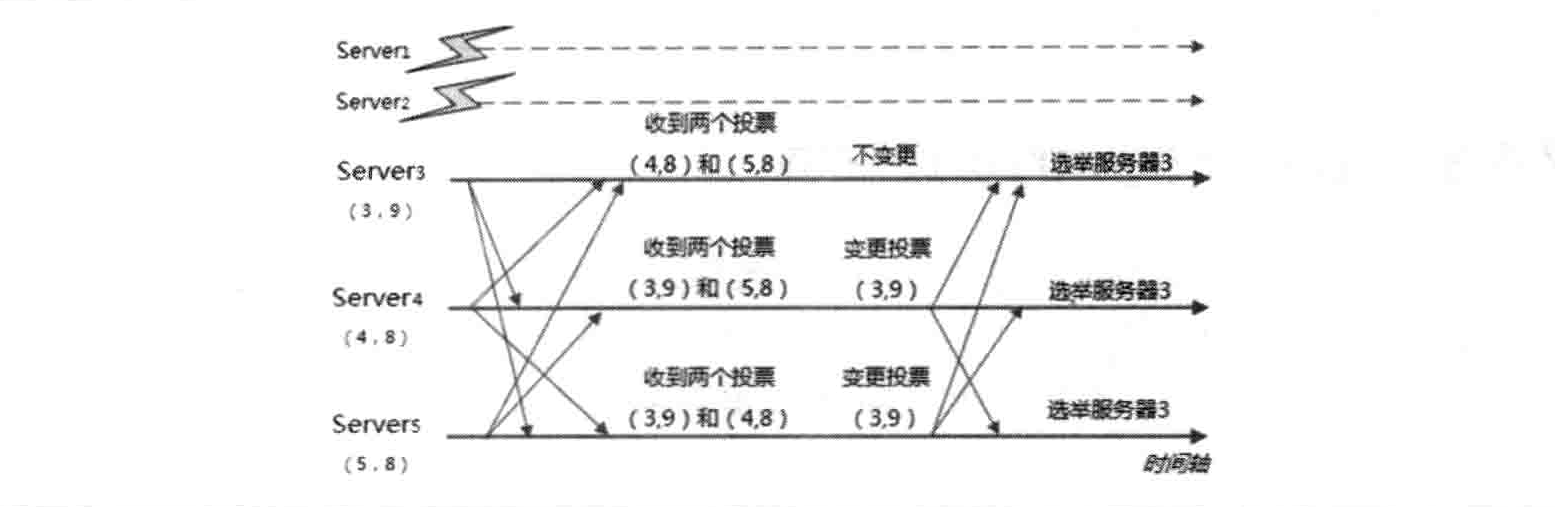 Server1
Server2
收到两个投票
Server3
(4,8)和(5,8)
不变更
选举服务器3
(3,9)
收到两个投票
变更投票
Server4
(3,9)和(5,8)
(3,9)
选举服务器3
(4.8)
收到两个投票
变更投票
Server5
(3,9)和(4,8)
(3,9)
选举服务器3
(5.8)
时间轴